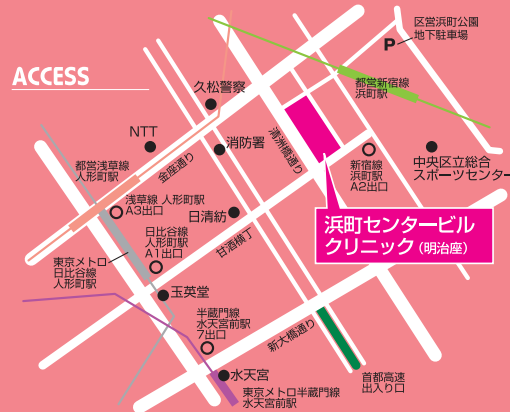 区営浜町公園
地下駐車場
P
ACCESS
都営新宿線
浜町駅
久松警察
NTT
消防署
清洲橋通り
金座通り
都営浅草線
人形町駅
新宿線
浜町駅
A2出口
中央区立総合
スポーツセンター
浅草線 人形町駅
A3出口
日清紡
浜町センタービル
クリニック(明治座)
日比谷線
人形町駅
A1出口
甘酒横丁
東京メトロ
日比谷線
人形町駅
玉英堂
半蔵門線
水天宮前駅
7出口
新大橋通り
水天宮
首都高速
出入り口
東京メトロ半蔵門線
水天宮前駅